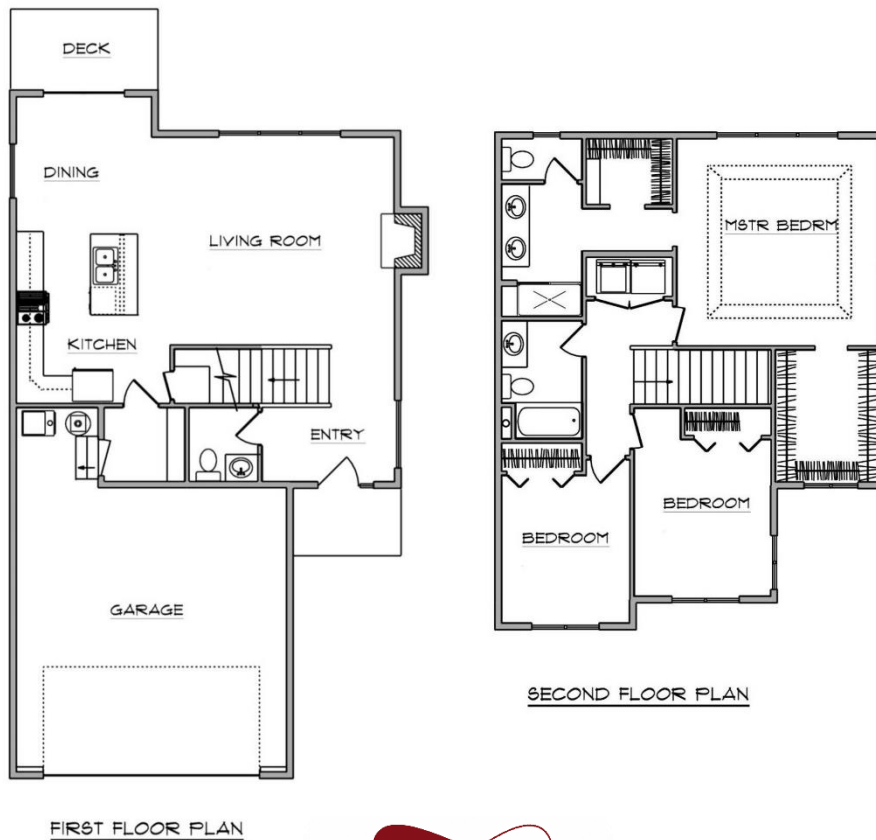 DECK
DINING
LIVING ROOM
KITCHEN
ENTRY
GARAGE
FIRST FLOOR PLAN
MSTR BEDRM
BEDROOM
BEDROOM
SECOND FLOOR PLAN